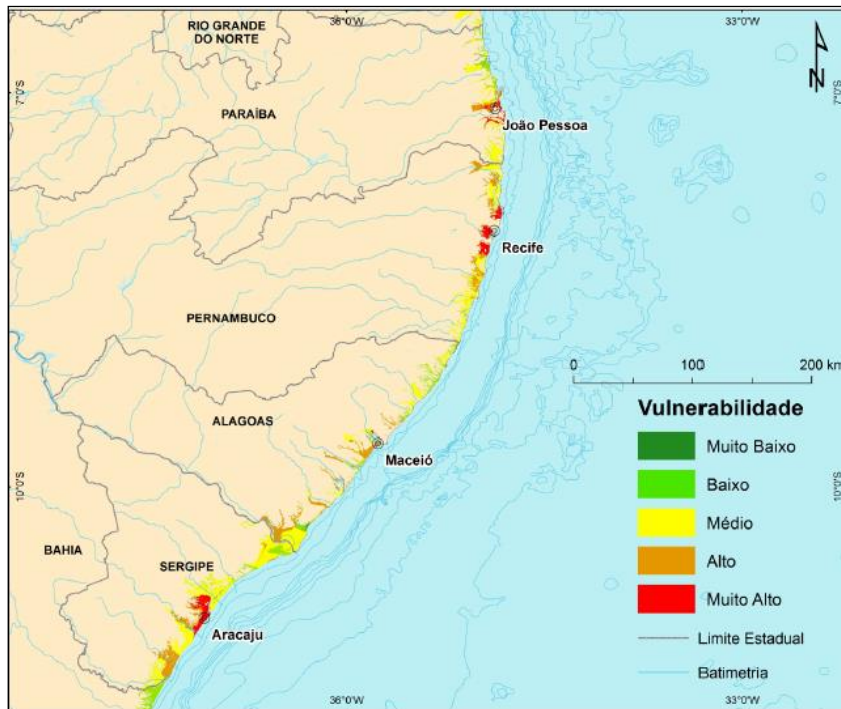 36°0'W
33°0'W
RIO GRANDE
DO NORTE
N
7°0'S
7°0'S
PARAÍBA
João Pessoa
Recife
PERNAMBUCO
0 100 200 km
Vulnerabilidade
ALAGOAS
Muito Baixo
Maceió
Baixo
10°0'S
10°0'S
Médio
BAHIA
SERGIPE
Alto
Muito Alto
Aracaju
Limite Estadual
Batimetria
36°0'W
33°0'W